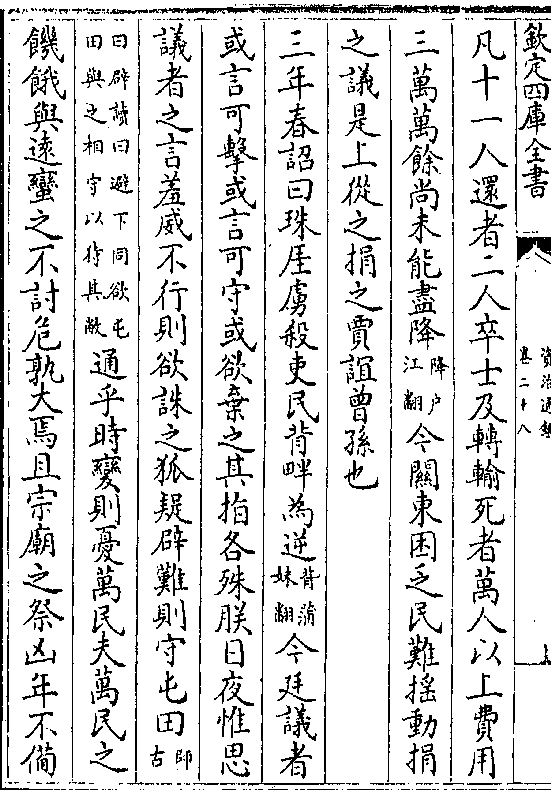 欽定四庫全書
資治通鑑
卷二十八
凡十一人還者二人卒士及轉輸死者萬人以上費用
三萬萬餘尚未能盡降降户江翻今關東困乏民難揺動捐
之議是上從之捐之賈誼曾孫也
三年春詔曰珠厓虜殺吏民背畔為逆背蒲妹翻今廷議者
或言可擊或言可守或欲棄之其指各殊朕日夜惟思
議者之言羞威不行則欲誅之狐疑辟難則守屯田師古
曰辟讀曰避下同欲屯田與之相守以待其敝通乎時變則憂萬民夫萬民之
饑餓與逺蠻之不討危孰大焉且宗廟之祭凶年不備